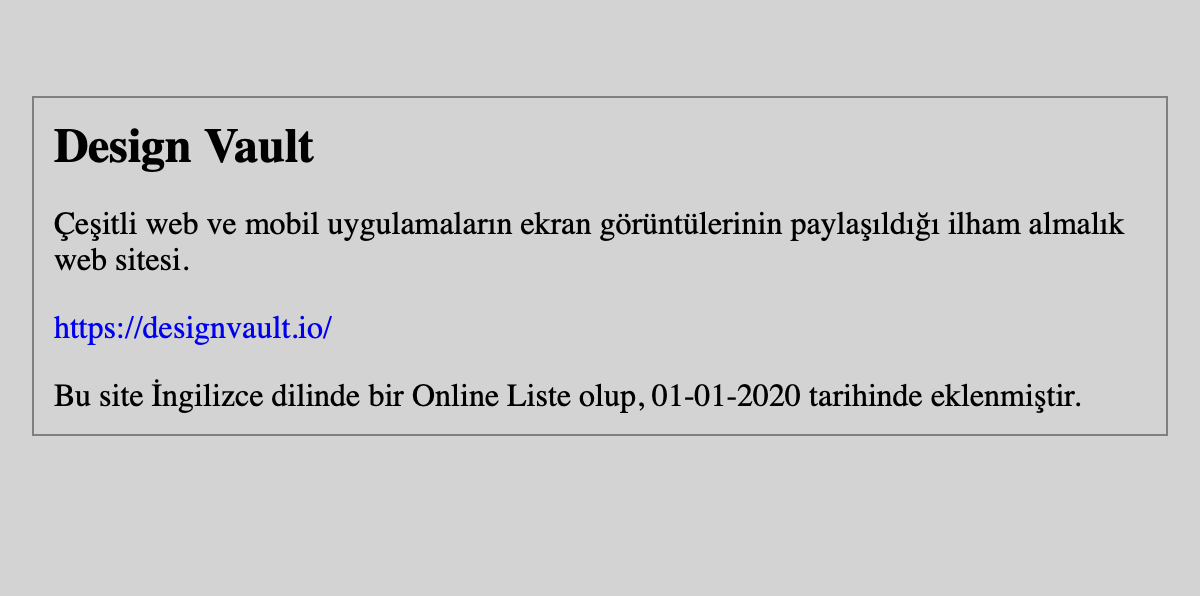 Design Vault
Çeşitli web ve mobil uygulamaların ekran görüntülerinin paylaşıldığı ilham almalık
web sitesi.
https://designvault.io/
Bu site İngilizce dilinde bir Online Liste olup, 01-01-2020 tarihinde eklenmiştir.